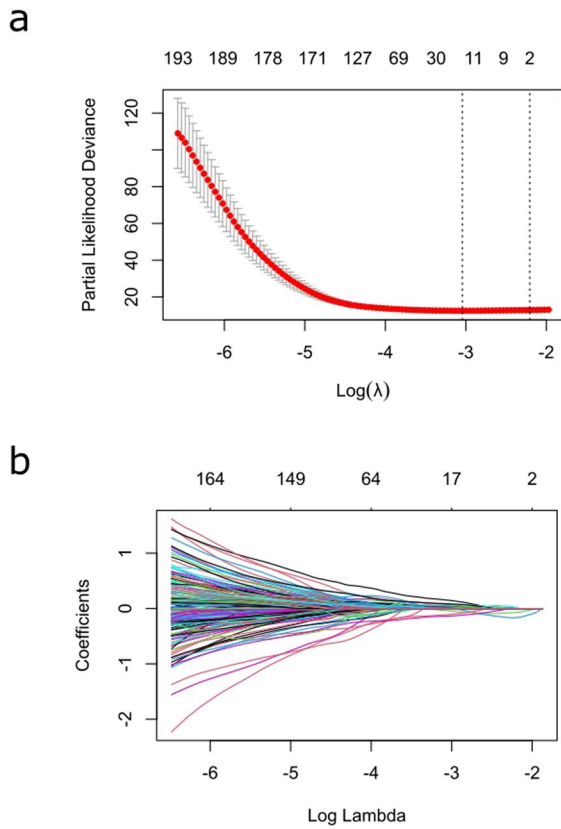 a
193 189 178 171 127 69 30 11 9 2
120
80
60
40
20
Partial Likelihood Deviance
-6 -5 -4 -3 -2
Log(λ)
b
164 149 64 17 2
1
0
-1
-2
Coefficients
-6 -5 -4 -3 -2
Log Lambda